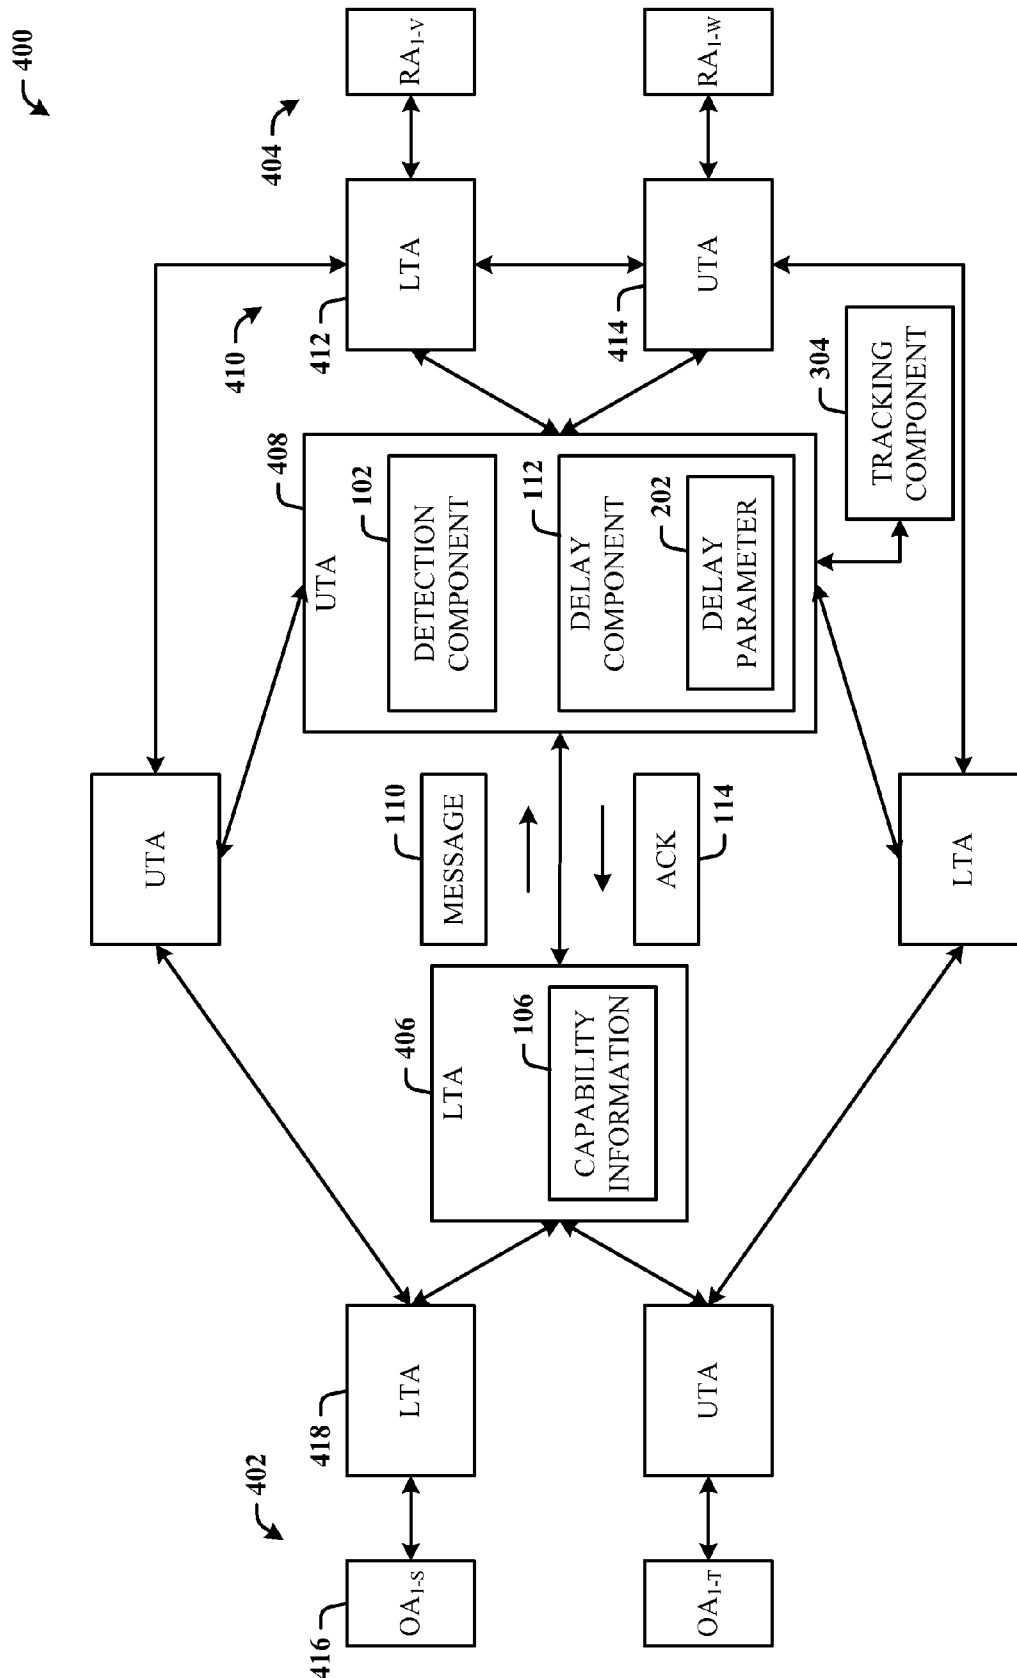 400
402
404
410
416
OA1-S
418
LTA
OA1-T
UTA
UTA
406
LTA
106
CAPABILITY
INFORMATION
110
MESSAGE
ACK
114
LTA
408
UTA
102
DETECTION
COMPONENT
112
DELAY
COMPONENT
202
DELAY
PARAMETER
304
TRACKING
COMPONENT
412
LTA
414
UTA
RA1-V
RA1-W